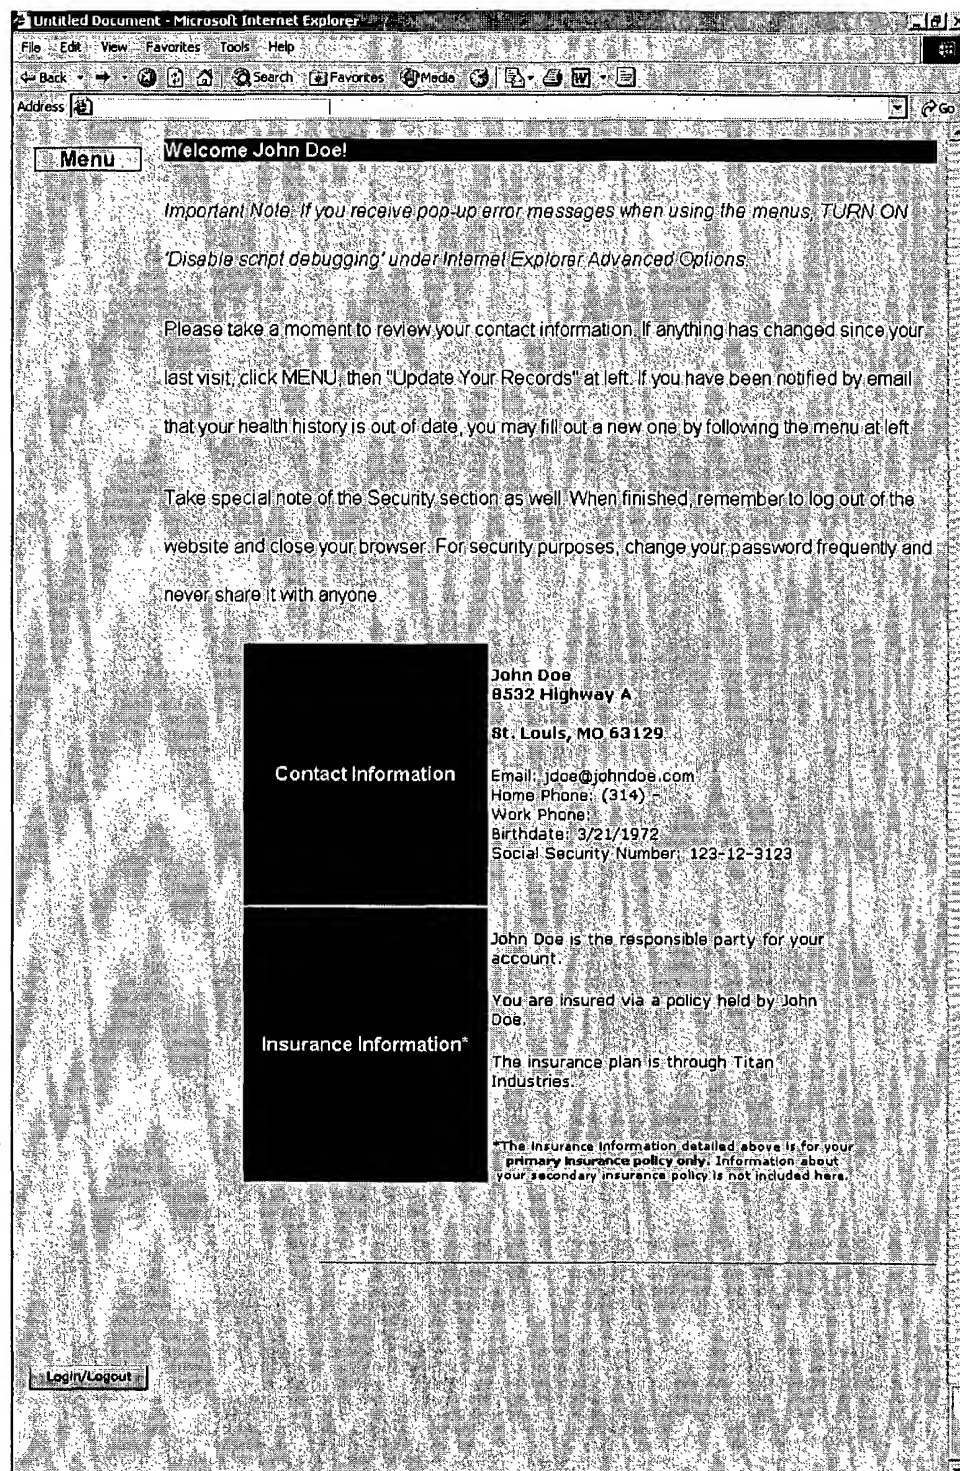 Untitled Document - Microsoft Internet Explorer
File Edit View Favorites Tools Help
Back Search Favorites Media
Address Go
Menu
Welcome John Doe!
Important Note: If you receive pop-up error messages when using the menus, TURN ON
'Disable script debugging' under Internet Explorer Advanced Options.
Please take a moment to review your contact information. If anything has changed since your
last visit, click MENU, then "Update Your Records" at left. If you have been notified by email
that your health history is out of date, you may fill out a new one by following the menu at left.
Take special note of the Security section as well. When finished, remember to log out of the
website and close your browser. For security purposes, change your password frequently and
never share it with anyone.
Contact Information
John Doe
8532 Highway A
St. Louis, MO 63129
Email: jdoe@johndoe.com
Home Phone: (314) -
Work Phone:
Birthdate: 3/21/1972
Social Security Number: 123-12-3123
Insurance Information*
John Doe is the responsible party for your
account.
You are insured via a policy held by John
Doe.
The insurance plan is through Titan
Industries.
*The Insurance Information detailed above is for your
primary insurance policy only. Information about
your secondary insurance policy is not included here.
Login/Logout